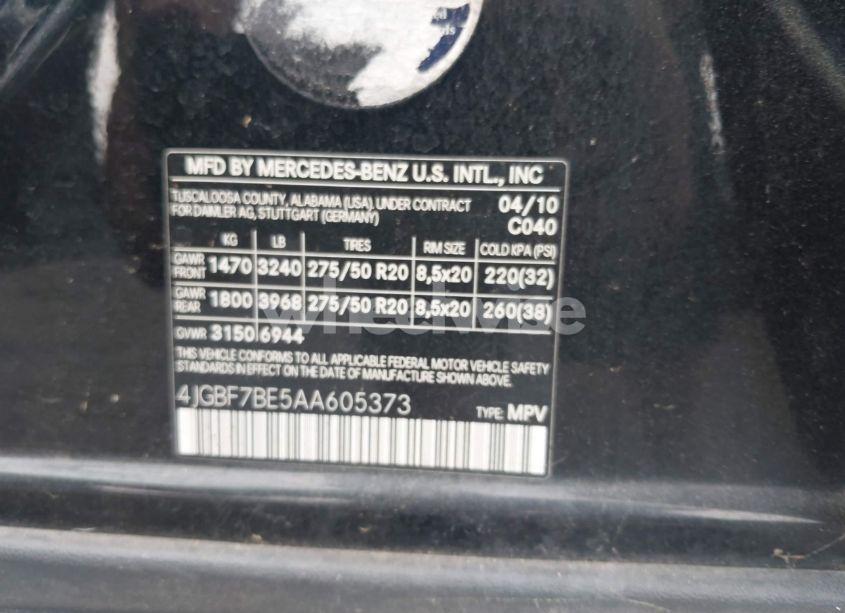 MFD BY MERCEDES-BENZ U.S. INTL., INC
TUSCALOOSA COUNTY, ALABAMA (USA), UNDER CONTRACT 04/10
FOR DAIMLER AG, STUTTGART (GERMANY) C040
KG LB TIRES RIM SIZE COLD KPA (PSI)
GAWR FRONT 1470 3240 275/50 R20 8,5x20 220(32)
GAWR REAR 1800 3968 275/50 R20 8,5x20 260(38)
GVWR 3150 6944
THIS VEHICLE CONFORMS TO ALL APPLICABLE FEDERAL MOTOR VEHICLE SAFETY
STANDARDS IN EFFECT ON THE DATE OF MANUFACTURE SHOWN ABOVE.
4JGBF7BE5AA605373 TYPE: MPV